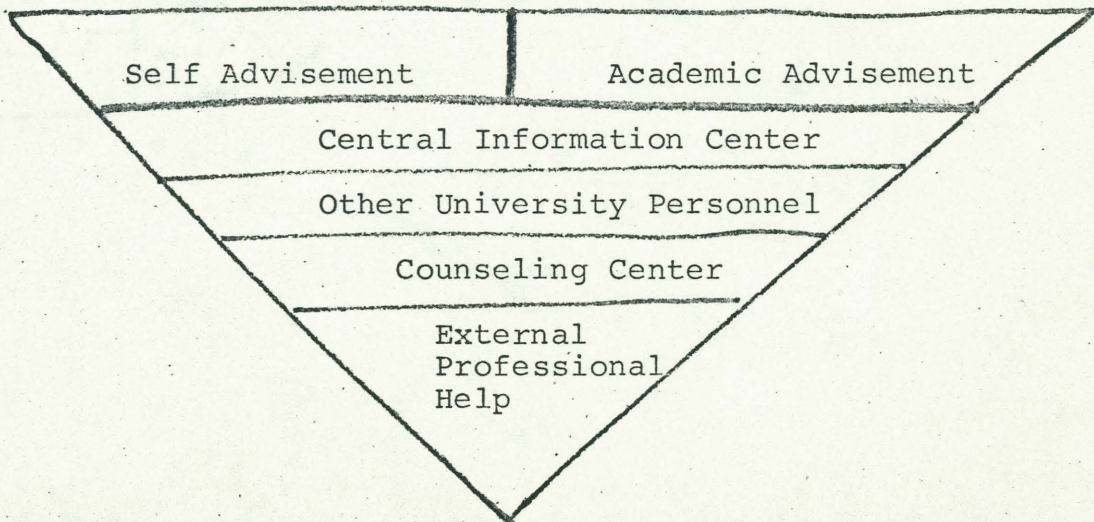 Self Advisement Academic Advisement
Central Information Center
Other University Personnel
Counseling Center
External
Professional
Help